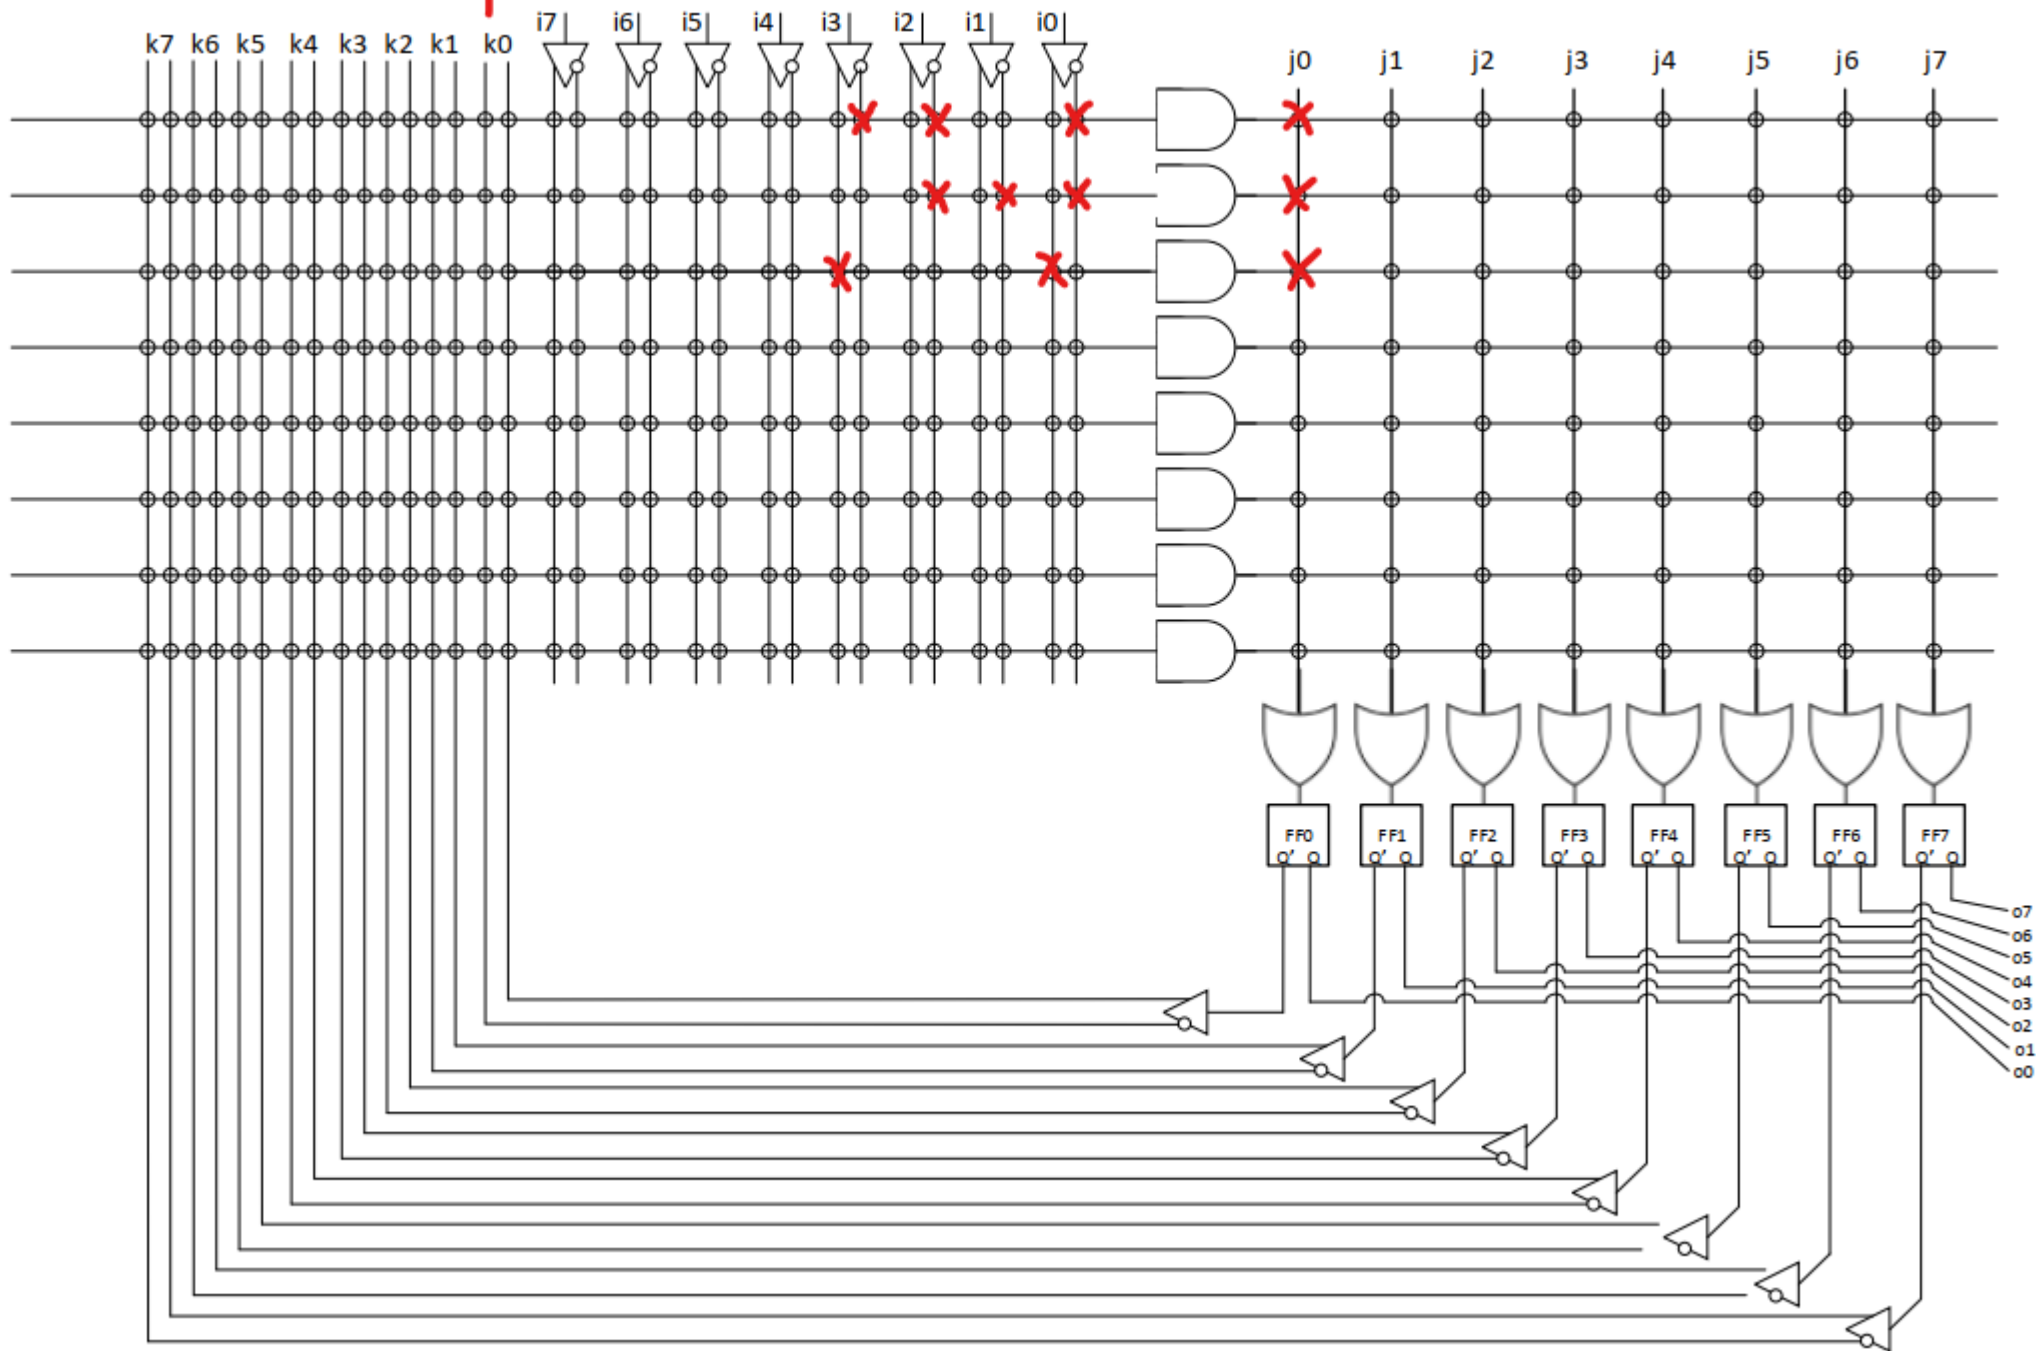 i7 i6 i5 i4 i3 i2 i1 i0
k7 k6 k5 k4 k3 k2 k1 k0
j0 j1 j2 j3 j4 j5 j6 j7
FF0 FF1 FF2 FF3 FF4 FF5 FF6 FF7
Q' Q Q' Q Q' Q Q' Q Q' Q Q' Q Q' Q Q' Q
o7
o6
o5
o4
o3
o2
o1
o0